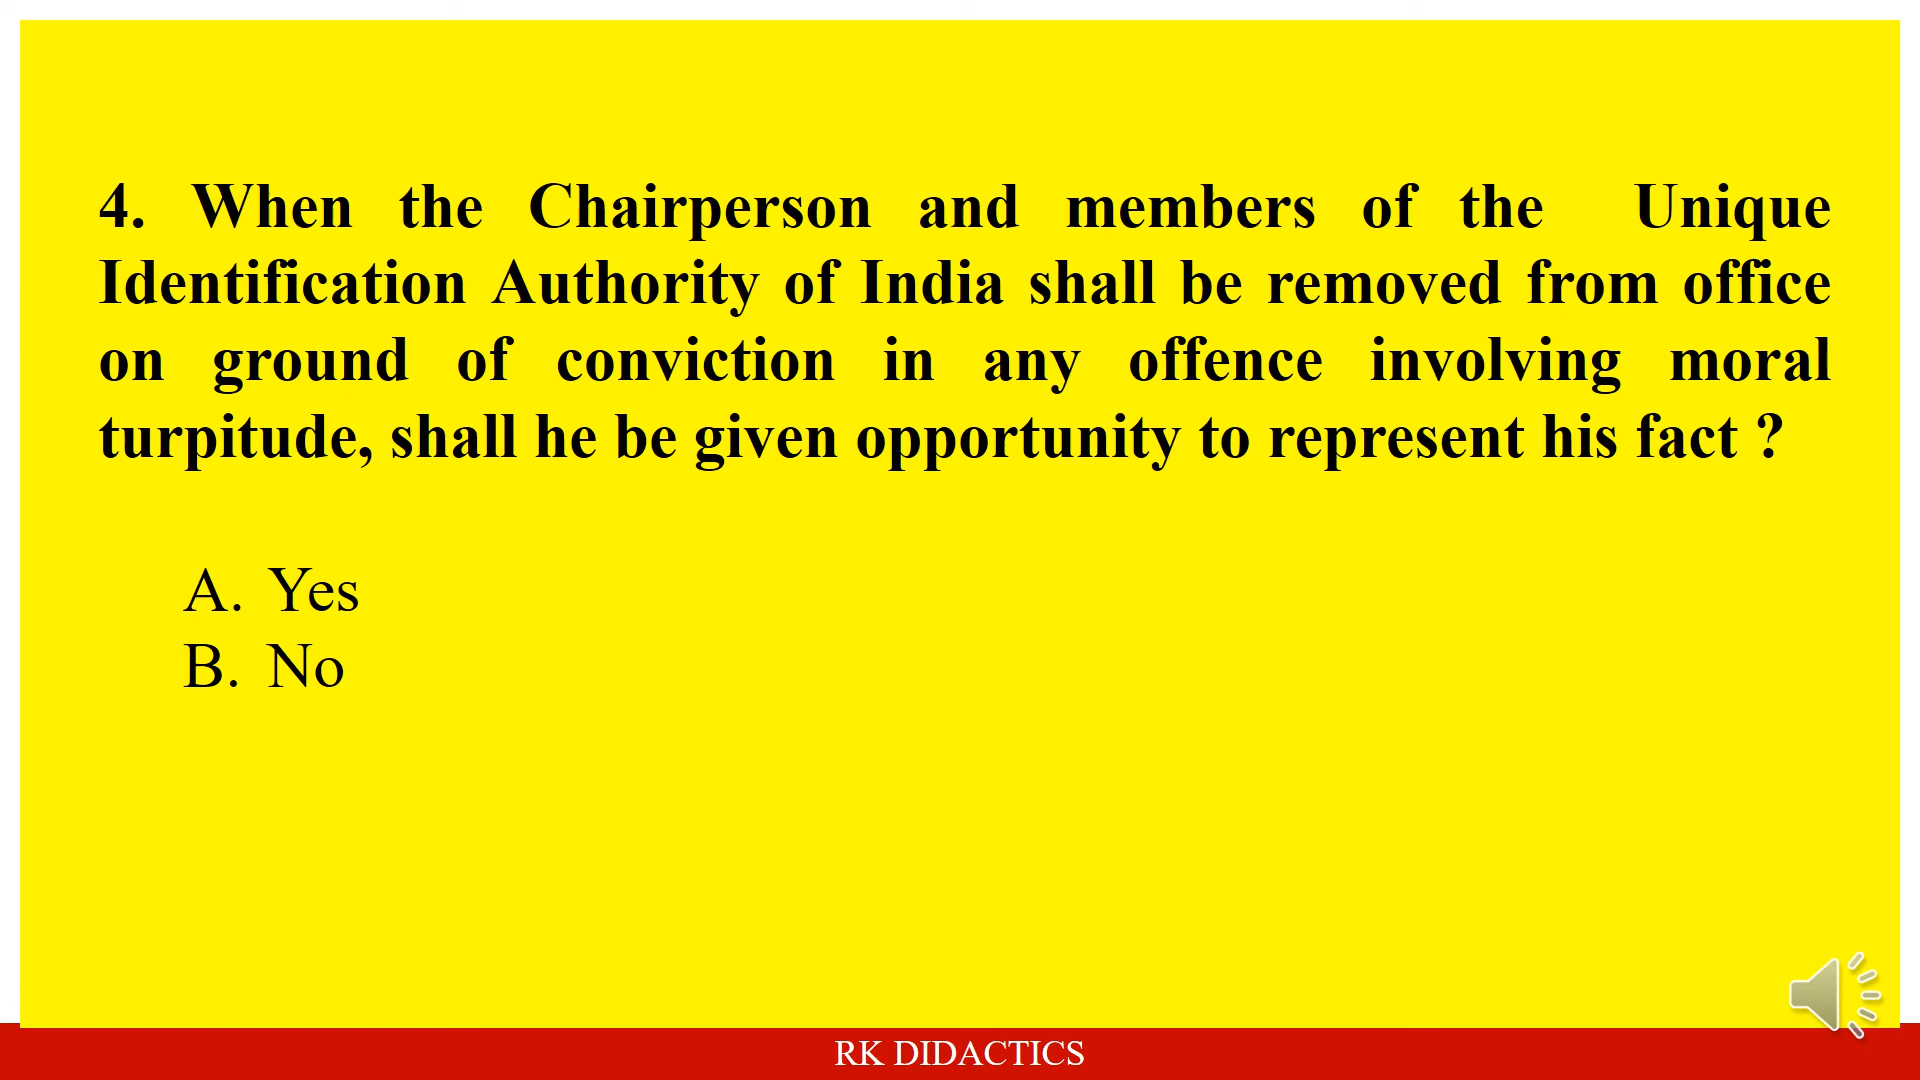 4. When the Chairperson and members of the Unique
Identification Authority of India shall be removed from office
on ground of conviction in any offence involving moral
turpitude, shall he be given opportunity to represent his fact ?
A. Yes
B. No
RK DIDACTICS